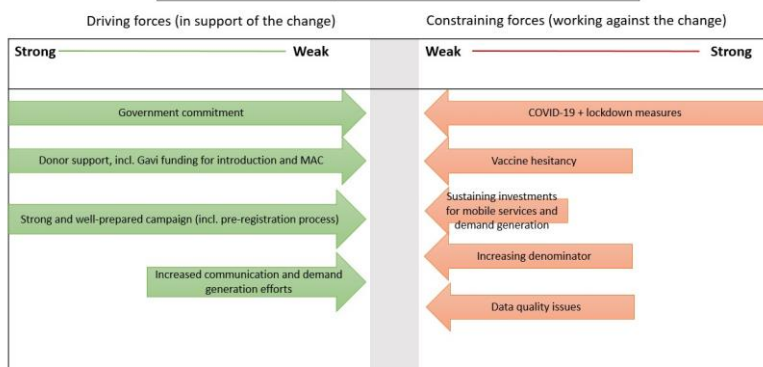 Driving forces (in support of the change)
Constraining forces (working against the change)
Strong
Weak
Weak
Strong
Government commitment
COVID-19 + lockdown measures
Donor support, incl. Gavi funding for introduction and MAC
Vaccine hesitancy
Strong and well-prepared campaign (incl. pre-registration process)
Sustaining investments
for mobile services and
demand generation
Increased communication and demand
generation efforts
Increasing denominator
Data quality issues